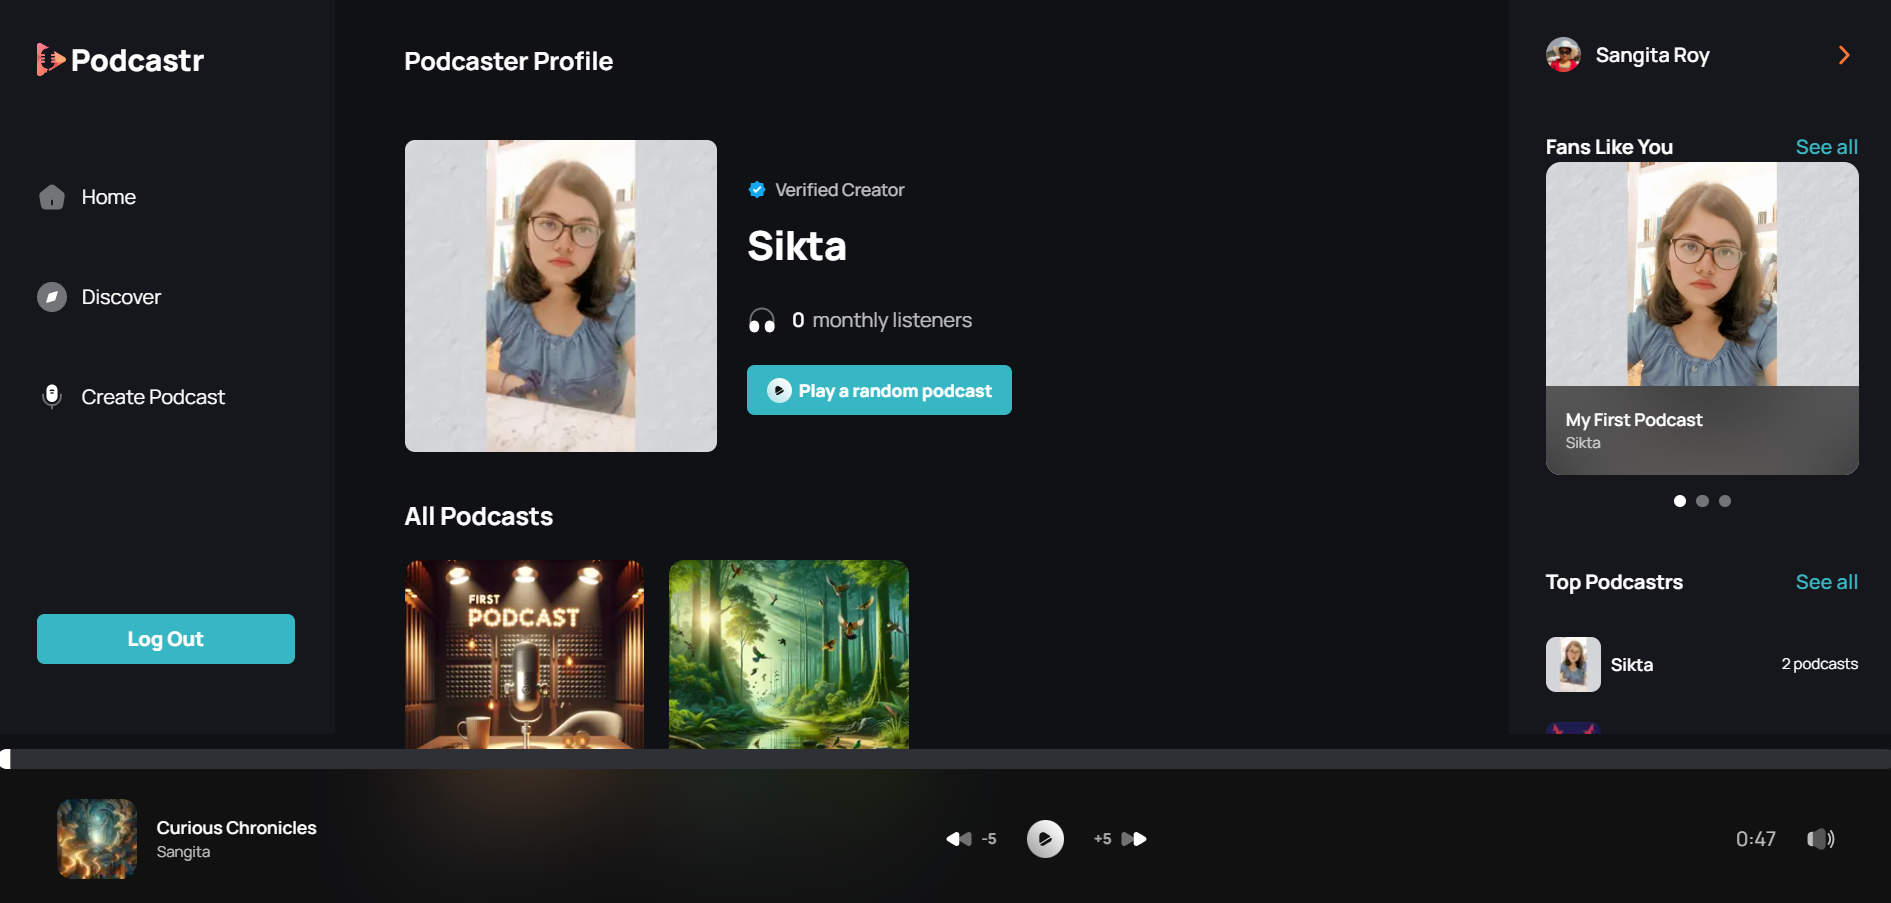 Podcastr
Home
Discover
Create Podcast
Log Out
Podcaster Profile
Verified Creator
Sikta
0 monthly listeners
Play a random podcast
All Podcasts
FIRST
PODCAST
Sangita Roy
Fans Like You
See all
My First Podcast
Sikta
Top Podcastrs
See all
Sikta
2 podcasts
Curious Chronicles
Sangita
-5
+5
0:47